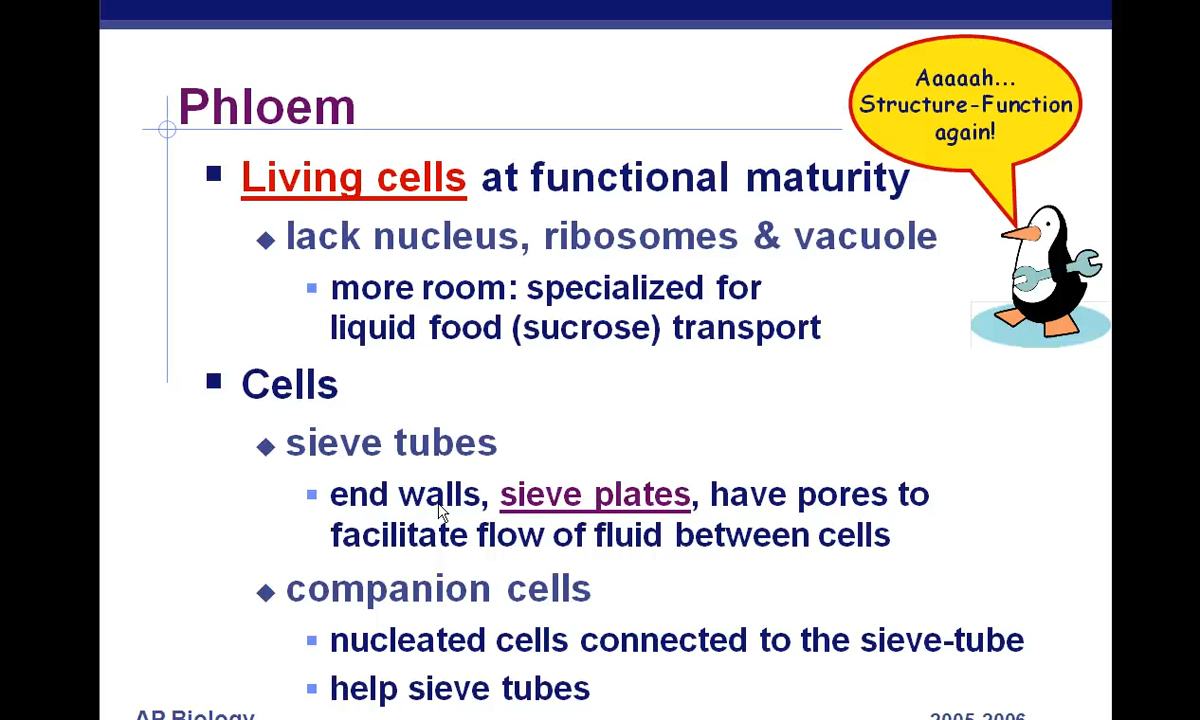 Phloem
Aaaaah...
Structure-Function
again!
Living cells at functional maturity
lack nucleus, ribosomes & vacuole
more room: specialized for
liquid food (sucrose) transport
Cells
sieve tubes
end walls, sieve plates, have pores to
facilitate flow of fluid between cells
companion cells
nucleated cells connected to the sieve-tube
help sieve tubes
AP Biology
2005-2006